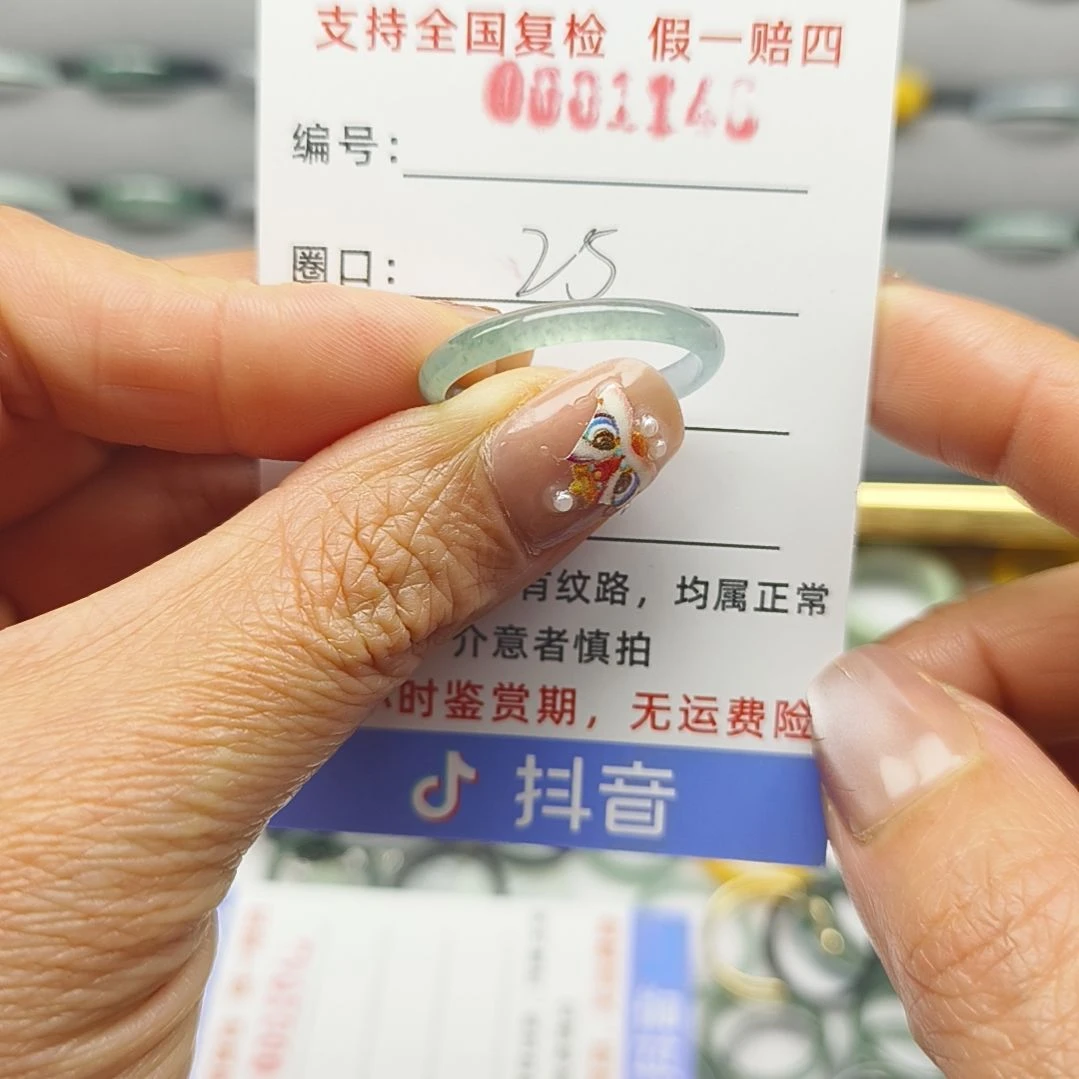 支持全国复检 假一赔四
编号:
圈口: 25
有纹路，均属正常
介意者慎拍
小时鉴赏期，无运费险
抖音